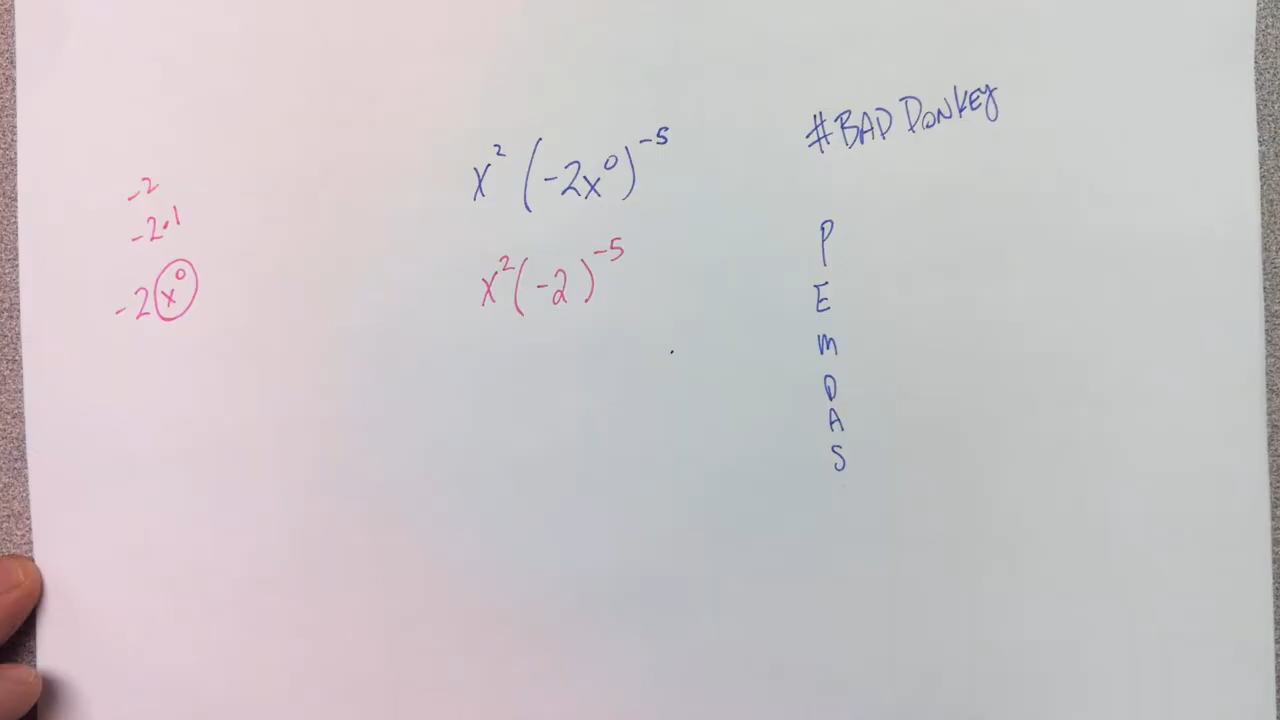 -2
-2·1
-2x⁰
x² (-2x⁰)⁻⁵
x² (-2)⁻⁵
#BAD DONKEY
P
E
M
D
A
S